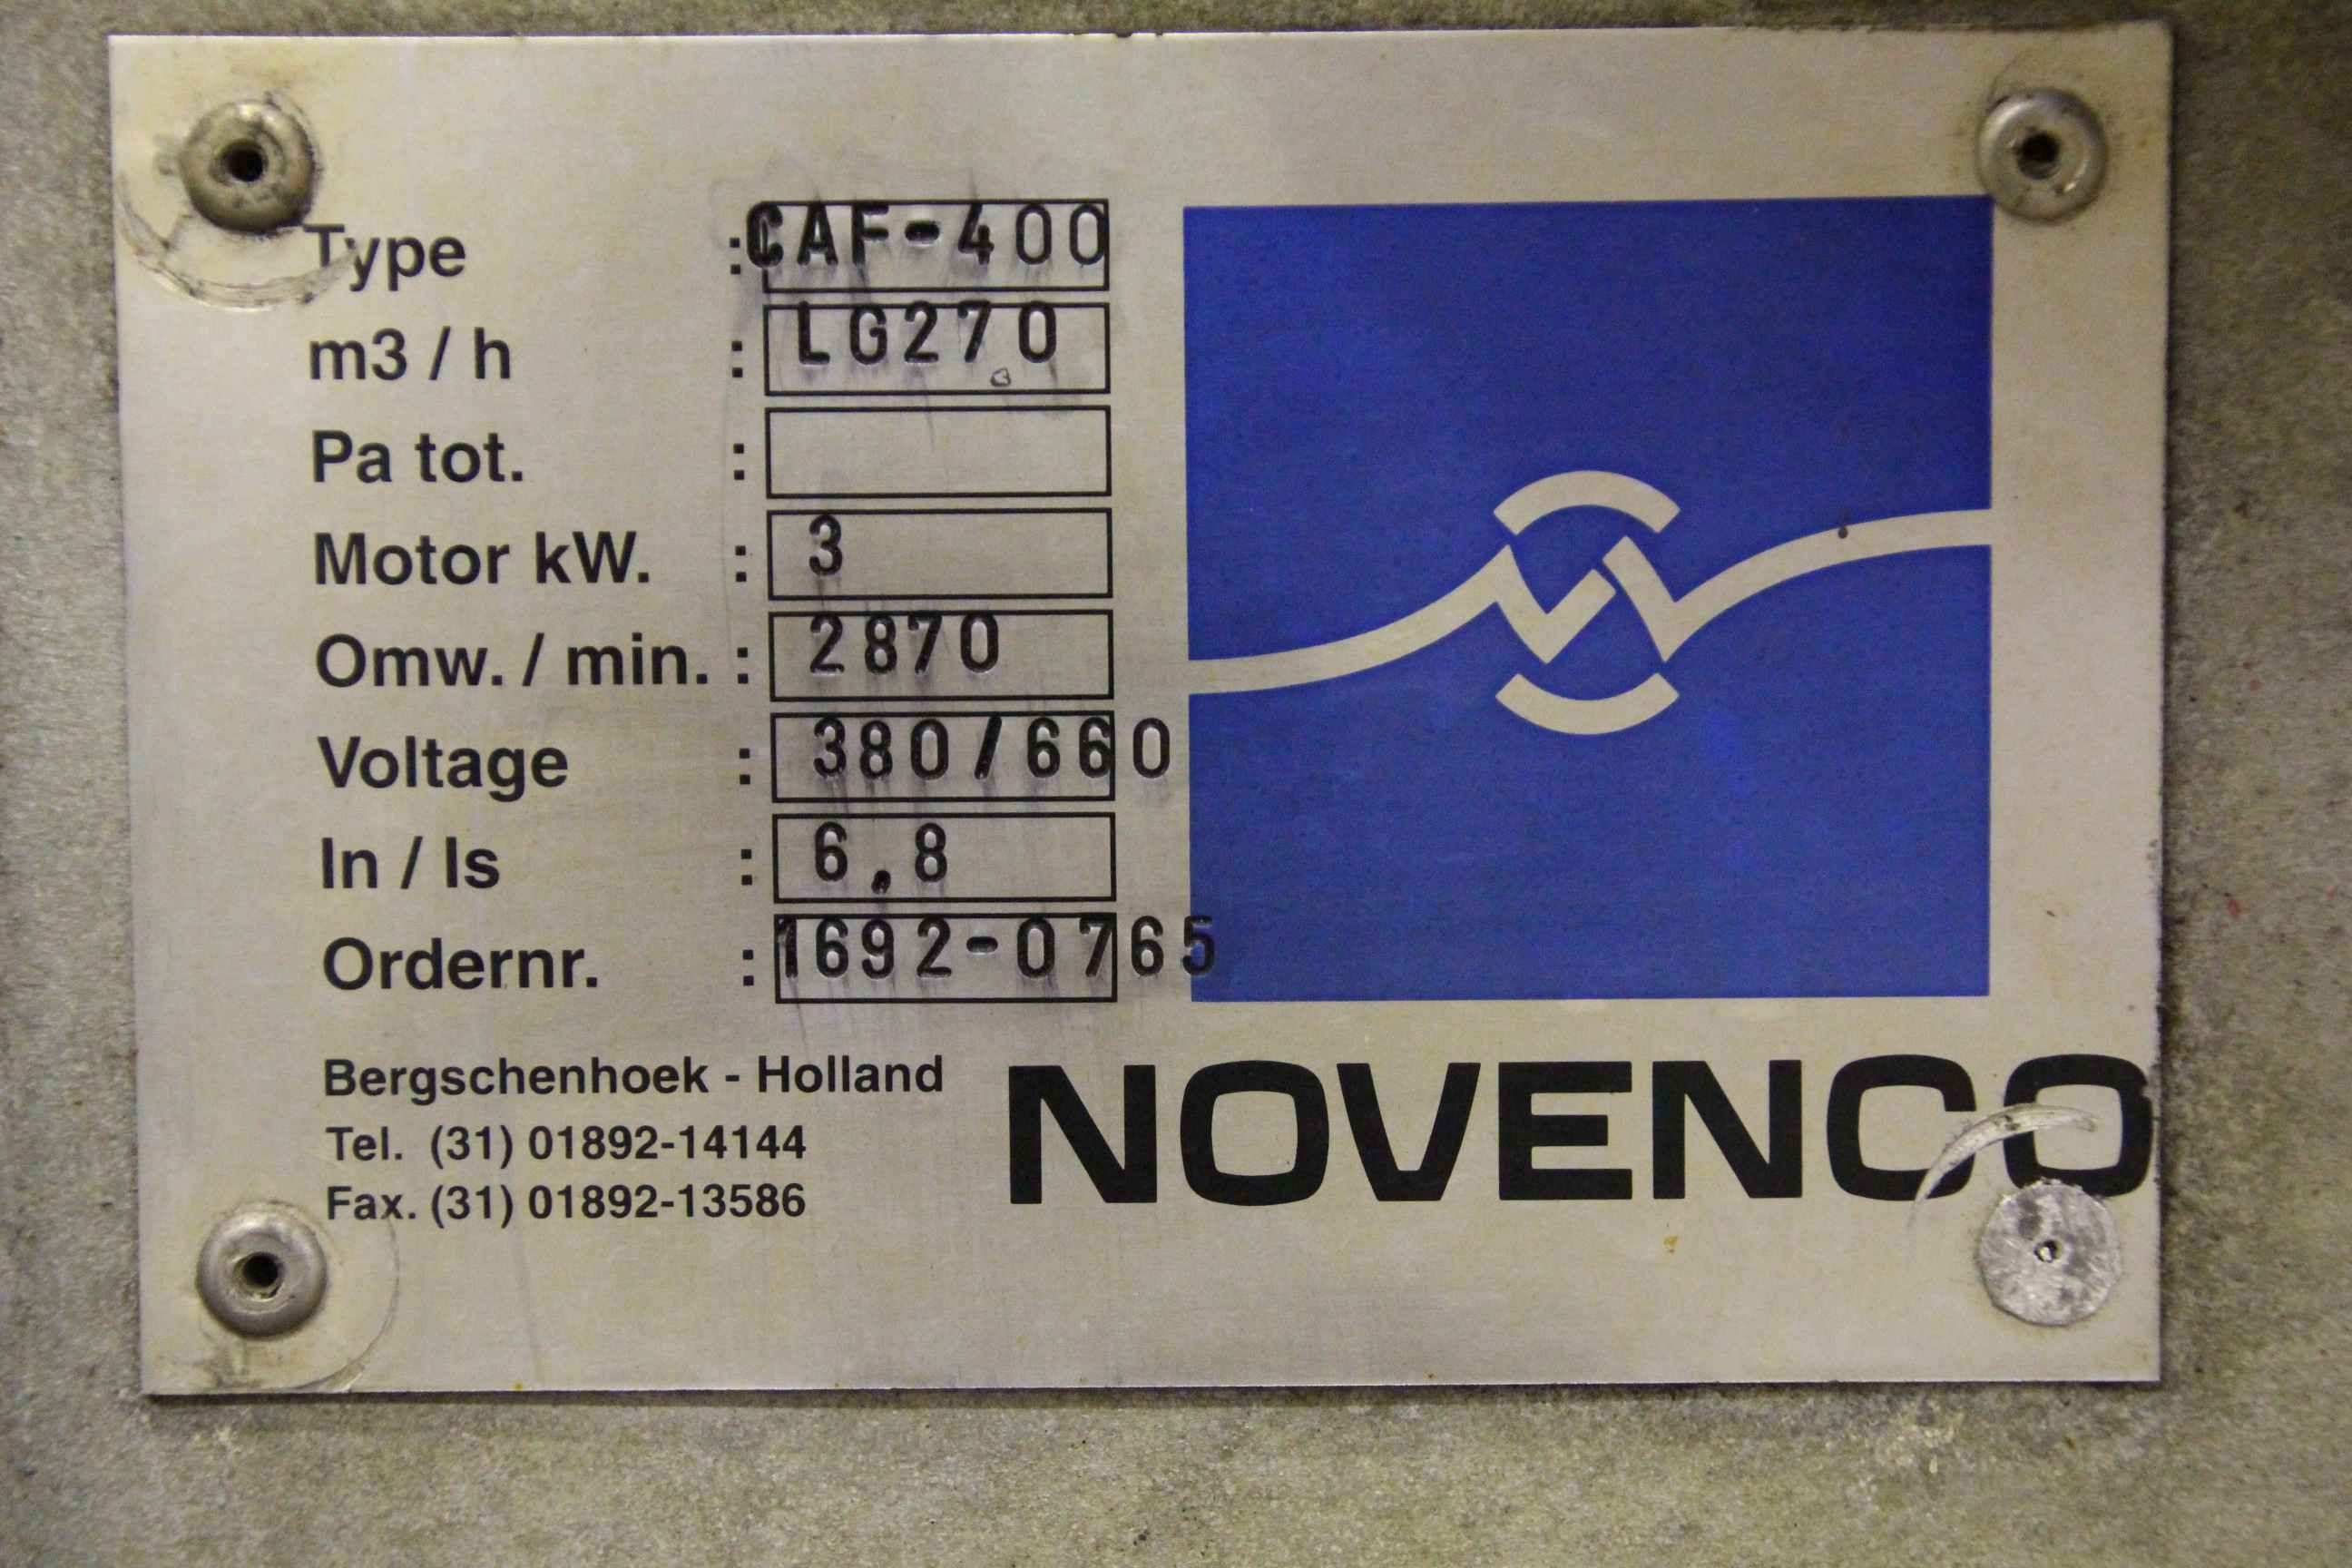 Type : CAF-400
m3 / h : LG270
Pa tot. :
Motor kW. : 3
Omw. / min. : 2870
Voltage : 380/660
In / Is : 6,8
Ordernr. : 1692-0765
Bergschenhoek - Holland
Tel. (31) 01892-14144
Fax. (31) 01892-13586
NOVENCO